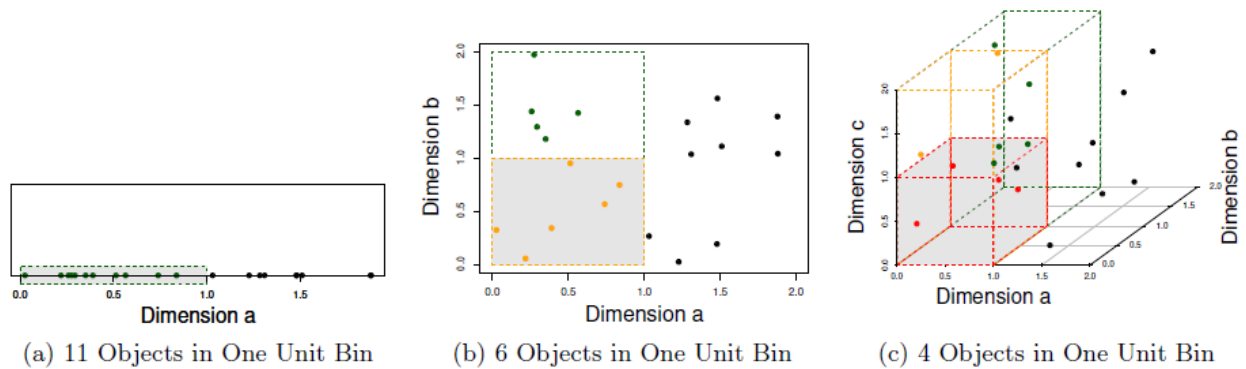 0.0 0.5 1.0 1.5
Dimension a
(a) 11 Objects in One Unit Bin
2.0
1.5
1.0
0.5
0.0
Dimension b
0.0 0.5 1.0 1.5 2.0
Dimension a
(b) 6 Objects in One Unit Bin
2.0
1.5
1.0
0.5
0.0
Dimension c
0.0 0.5 1.0 1.5 2.0
Dimension a
2.0
1.5
1.0
0.5
0.0
Dimension b
(c) 4 Objects in One Unit Bin